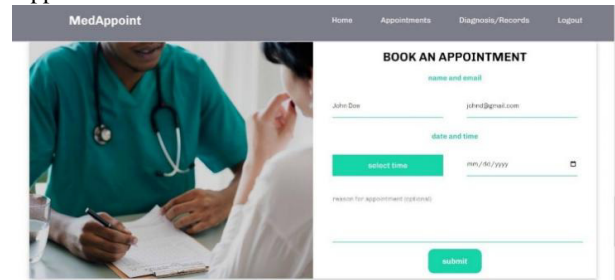 MedAppoint
Home Appointments Diagnosis/Records Logout
BOOK AN APPOINTMENT
name and email
John Doe johnd@gmail.com
date and time
select time mm/dd/yyyy
reason for appointment (optional)
submit